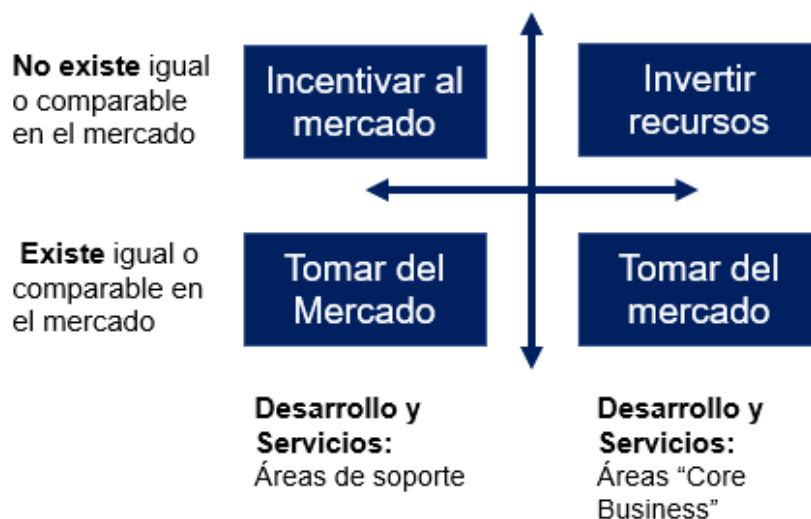 No existe igual
o comparable
en el mercado
Incentivar al
mercado
Invertir
recursos
Existe igual o
comparable en
el mercado
Tomar del
Mercado
Tomar del
mercado
Desarrollo y
Servicios:
Áreas de soporte
Desarrollo y
Servicios:
Áreas “Core
Business”